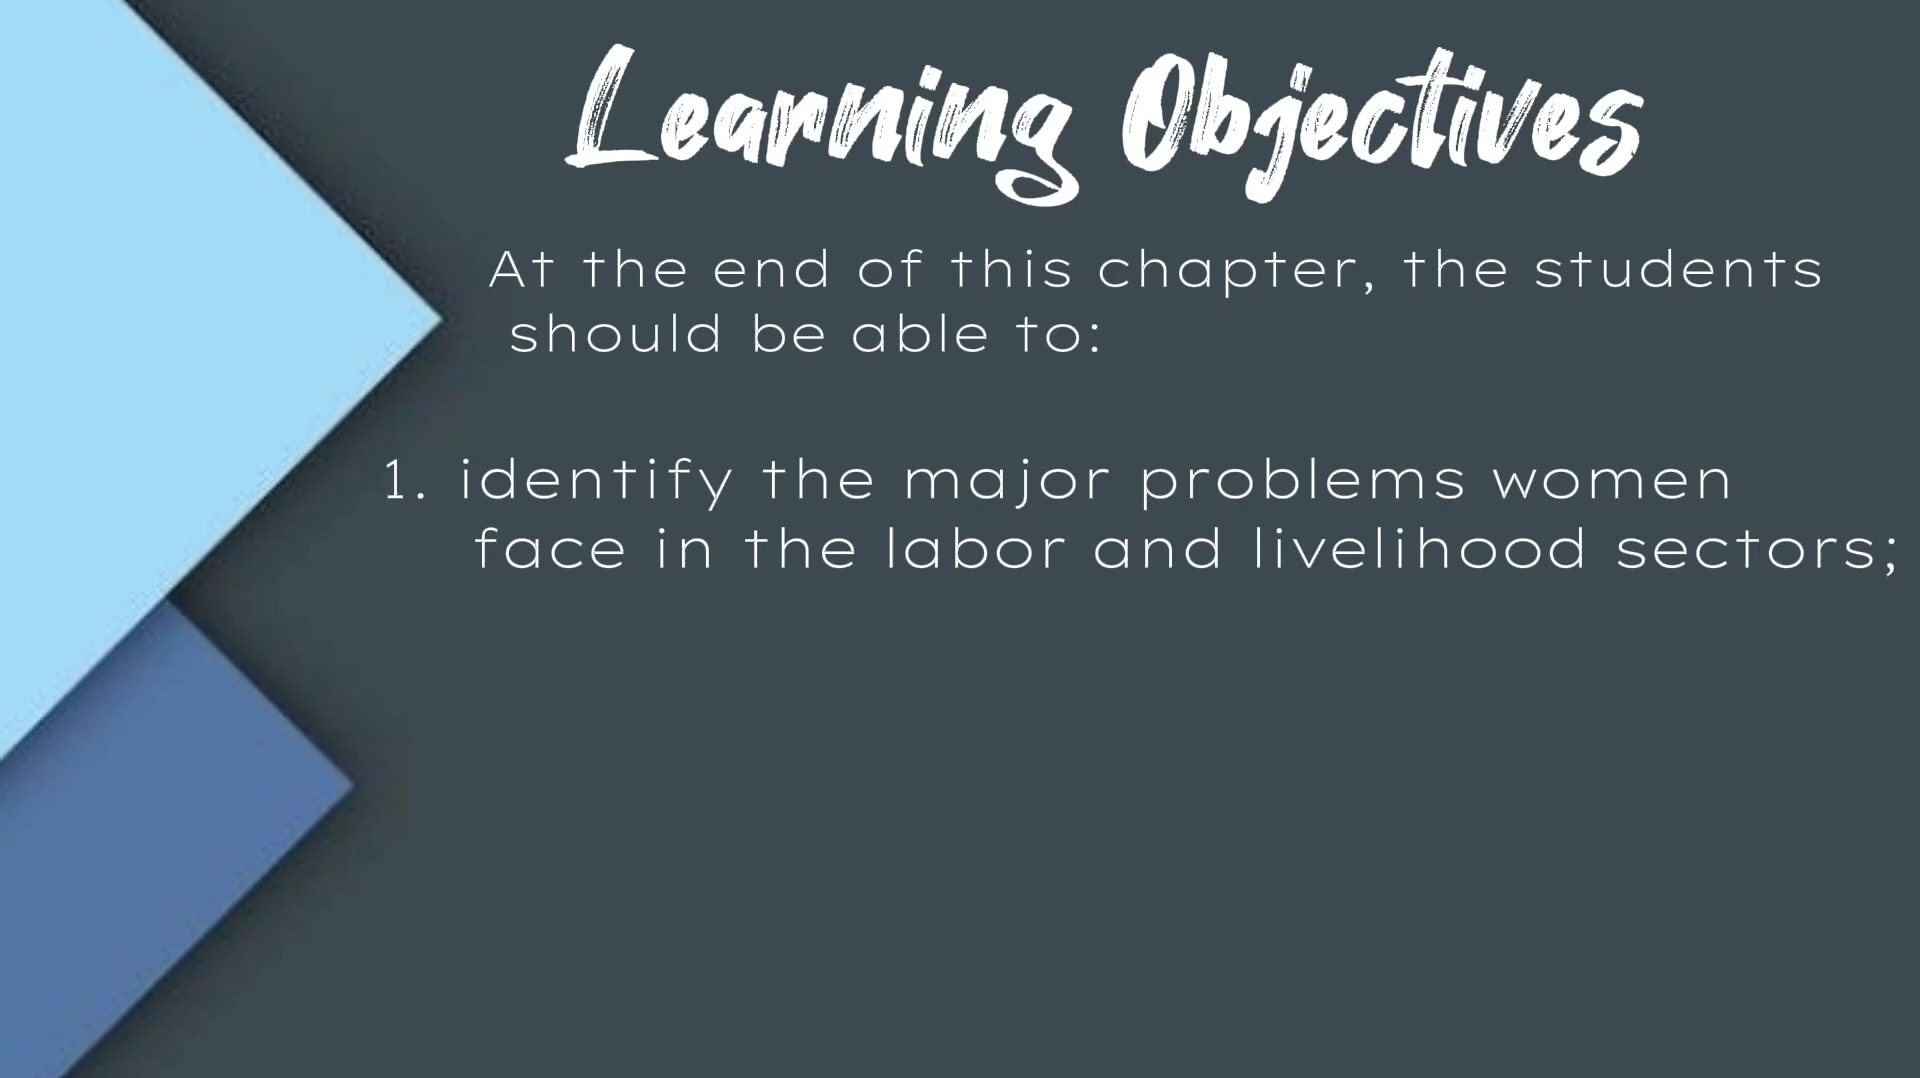 Learning Objectives
At the end of this chapter, the students
should be able to:
1. identify the major problems women
face in the labor and livelihood sectors;